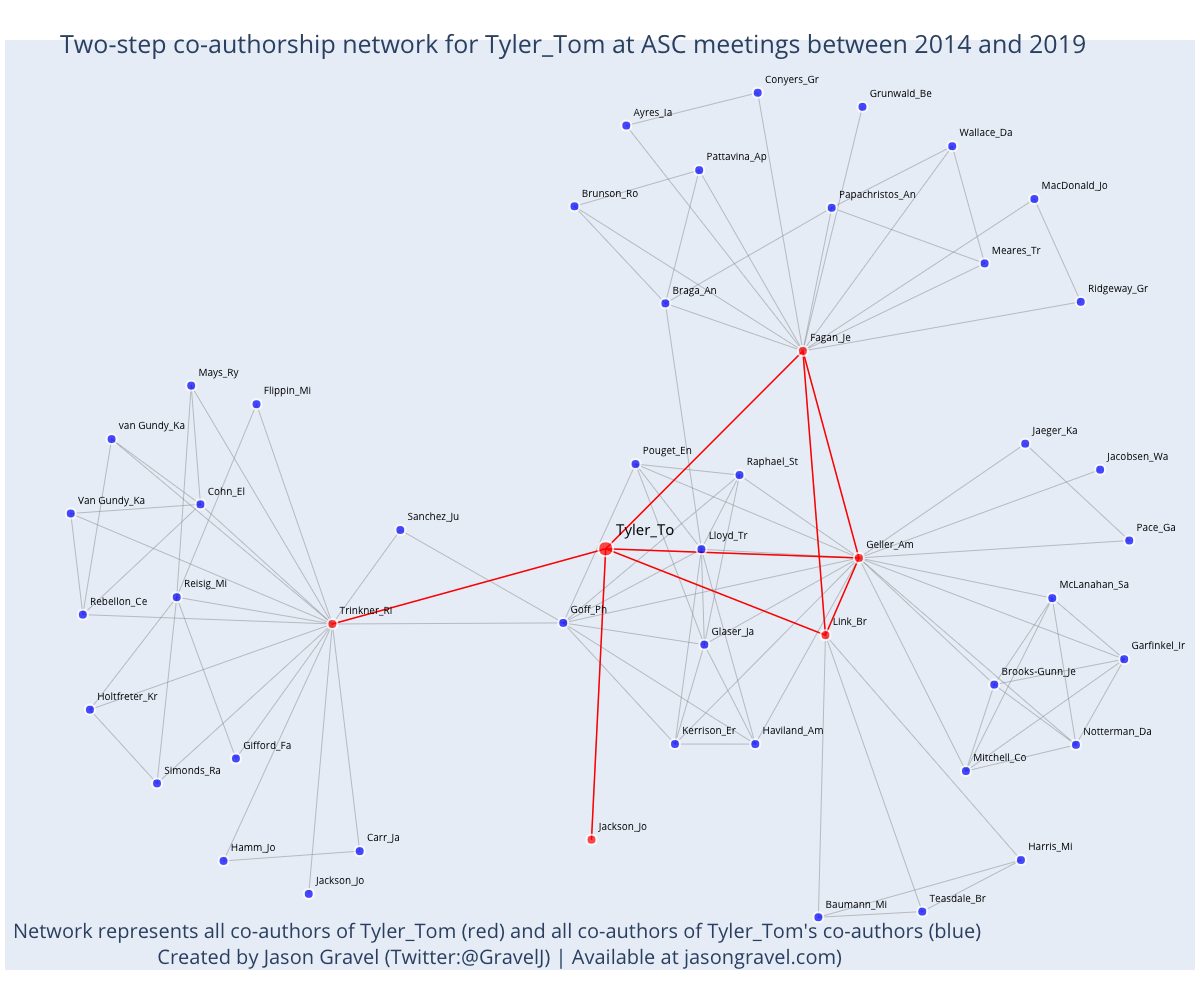 Two-step co-authorship network for Tyler_Tom at ASC meetings between 2014 and 2019
Conyers_Gr
Grunwald_Be
Ayres_Ia
Wallace_Da
Pattavina_Ap
MacDonald_Jo
Brunson_Ro
Papachristos_An
Meares_Tr
Braga_An
Ridgeway_Gr
Fagan_Je
Mays_Ry
Flippin_Mi
van Gundy_Ka
Jaeger_Ka
Pouget_En
Raphael_St
Jacobsen_Wa
Cohn_El
Van Gundy_Ka
Sanchez_Ju
Tyler_To
Lloyd_Tr
Geller_Am
Pace_Ga
Reisig_Mi
McLanahan_Sa
Rebellon_Ce
Trinkner_Ri
Goff_Ph
Link_Br
Glaser_Ja
Garfinkel_Ir
Brooks-Gunn_Je
Holtfreter_Kr
Kerrison_Er
Haviland_Am
Notterman_Da
Gifford_Fa
Mitchell_Co
Simonds_Ra
Jackson_Jo
Carr_Ja
Hamm_Jo
Harris_Mi
Jackson_Jo
Baumann_Mi
Teasdale_Br
Network represents all co-authors of Tyler_Tom (red) and all co-authors of Tyler_Tom's co-authors (blue)
Created by Jason Gravel (Twitter:@GravelJ) | Available at jasongravel.com)